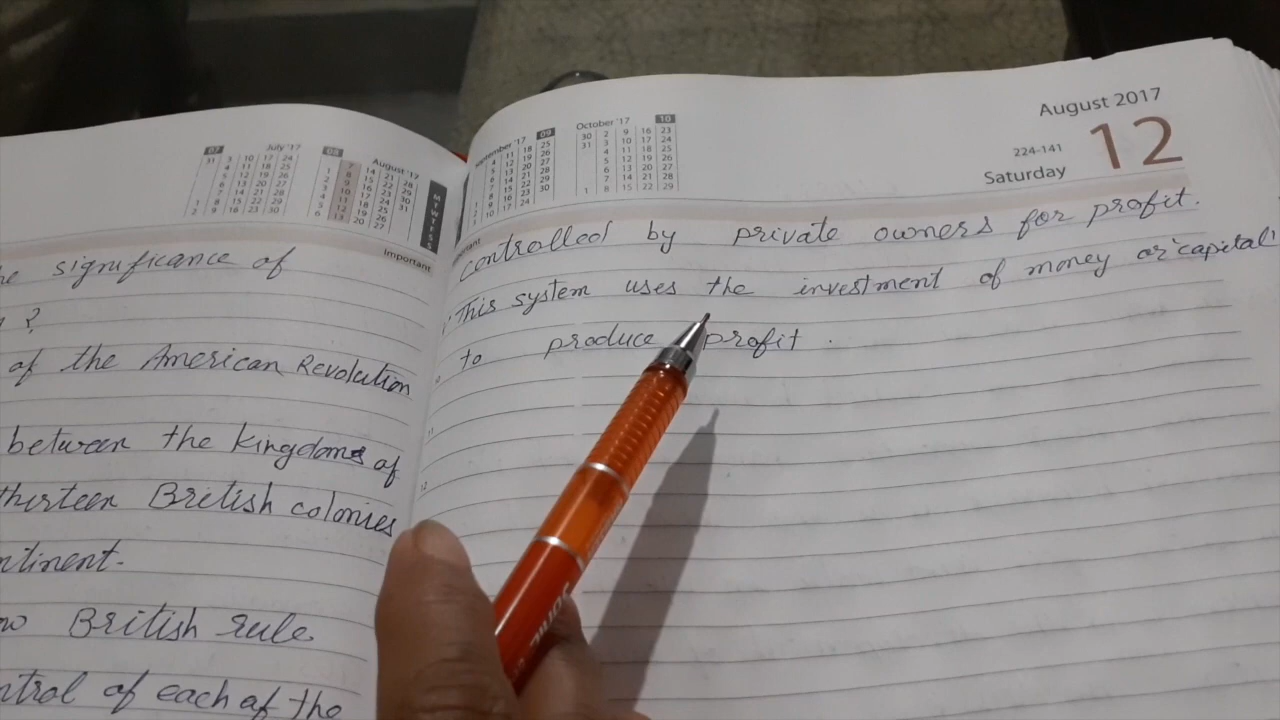 July '17
August '17
Important
he significance of
?
of the American Revolution
between the kingdoms of
thirteen British colonies
ntinent.
British rule
ntrol of each of the
September '17
October '17
August 2017
12
224-141
Saturday
controlled by private owners for profit.
This system uses the investment of money or 'capital'
to produce profit.